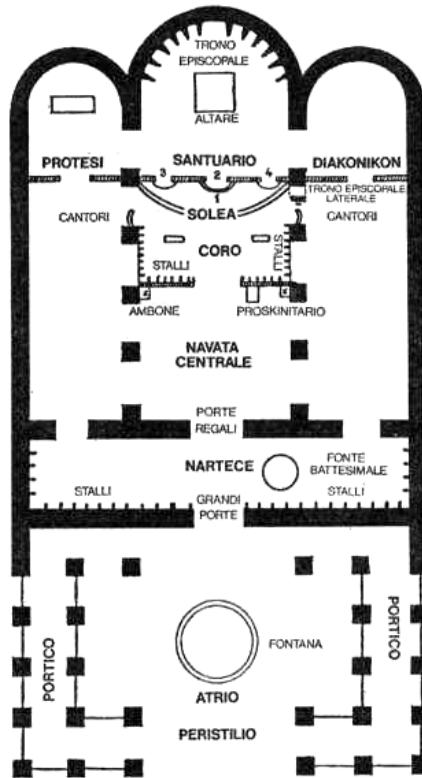 TRONO
EPISCOPALE
ALTARE
PROTESI
SANTUARIO
DIAKONIKON
3
2
4
1
TRONO EPISCOPALE
LATERALE
SOLEA
CANTORI
CANTORI
CORO
STALLI
STALLI
AMBONE
PROSKINITARIO
NAVATA
CENTRALE
PORTE
REGALI
NARTECE
FONTE
BATTESIMALE
STALLI
GRANDI
PORTE
STALLI
PORTICO
PORTICO
FONTANA
ATRIO
PERISTILIO